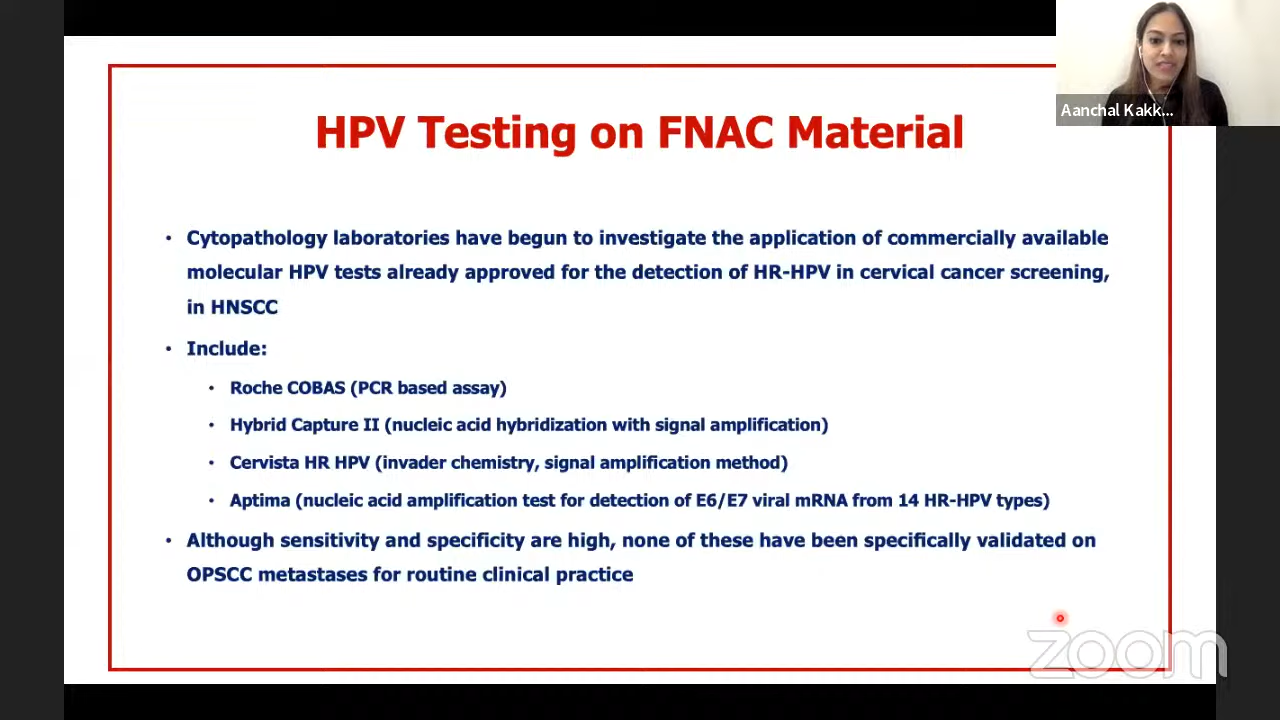 Aanchal Kakk...
HPV Testing on FNAC Material
• Cytopathology laboratories have begun to investigate the application of commercially available
molecular HPV tests already approved for the detection of HR-HPV in cervical cancer screening,
in HNSCC
• Include:
• Roche COBAS (PCR based assay)
• Hybrid Capture II (nucleic acid hybridization with signal amplification)
• Cervista HR HPV (invader chemistry, signal amplification method)
• Aptima (nucleic acid amplification test for detection of E6/E7 viral mRNA from 14 HR-HPV types)
• Although sensitivity and specificity are high, none of these have been specifically validated on
OPSCC metastases for routine clinical practice
zoom